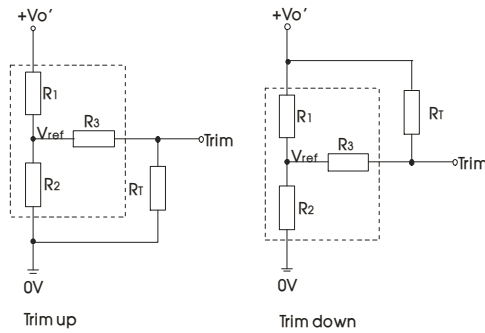 +Vo'
R1
Vref
R3
Trim
R2
RT
0V
Trim up
+Vo'
R1
RT
Vref
R3
Trim
R2
0V
Trim down